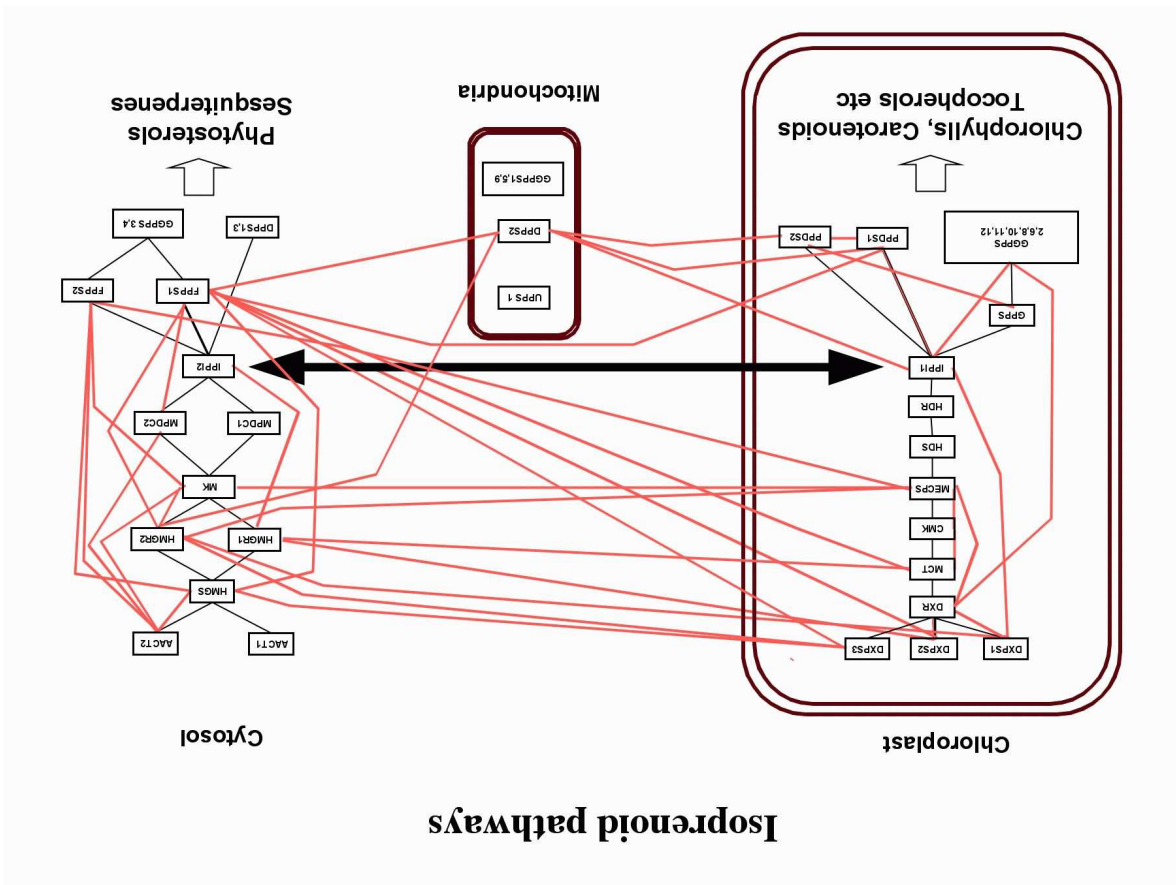 Isoprenoid pathways
Chloroplast
DXPS1
DXPS2
DXPS3
DXR
MCT
CMK
MECPS
HDS
HDR
IPPI1
GPPS
GGPPS
2,8,10,11,12
PPDS1
PPDS2
Chlorophylls, Carotenoids
Tocopherols etc
UPPS 1
DPPS2
GGPPS1,5,9
Mitochondria
Cytosol
AACT1
AACT2
HMGS
HMGR1
HMGR2
MK
MPDC1
MPDC2
IPPI2
FPPS1
FPPS2
DPPS1,3
GGPPS 3,4
Phytosterols
Sesquiterpenes